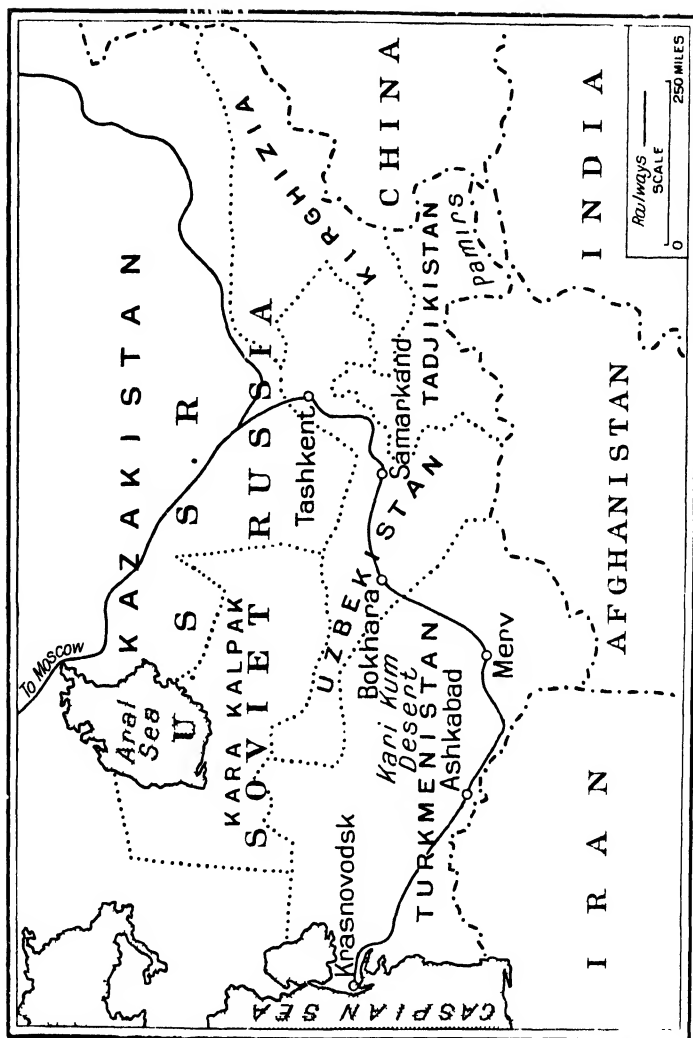 To Moscow
KAZAKISTAN
U. S. S. R
Aral
Sea
KARA KALPAK
SOVIET RUSSIA
KIRGHIZIA
CHINA
Tashkent
UZBEKISTAN
Krasnovodsk
CASPIAN SEA
Bokhara
Samarkand
TADJIKISTAN
pamirs
Kari Kum
Desert
TURKMENISTAN
Ashkabad
Merv
IRAN
AFGHANISTAN
INDIA
Railways
SCALE
0 250 MILES